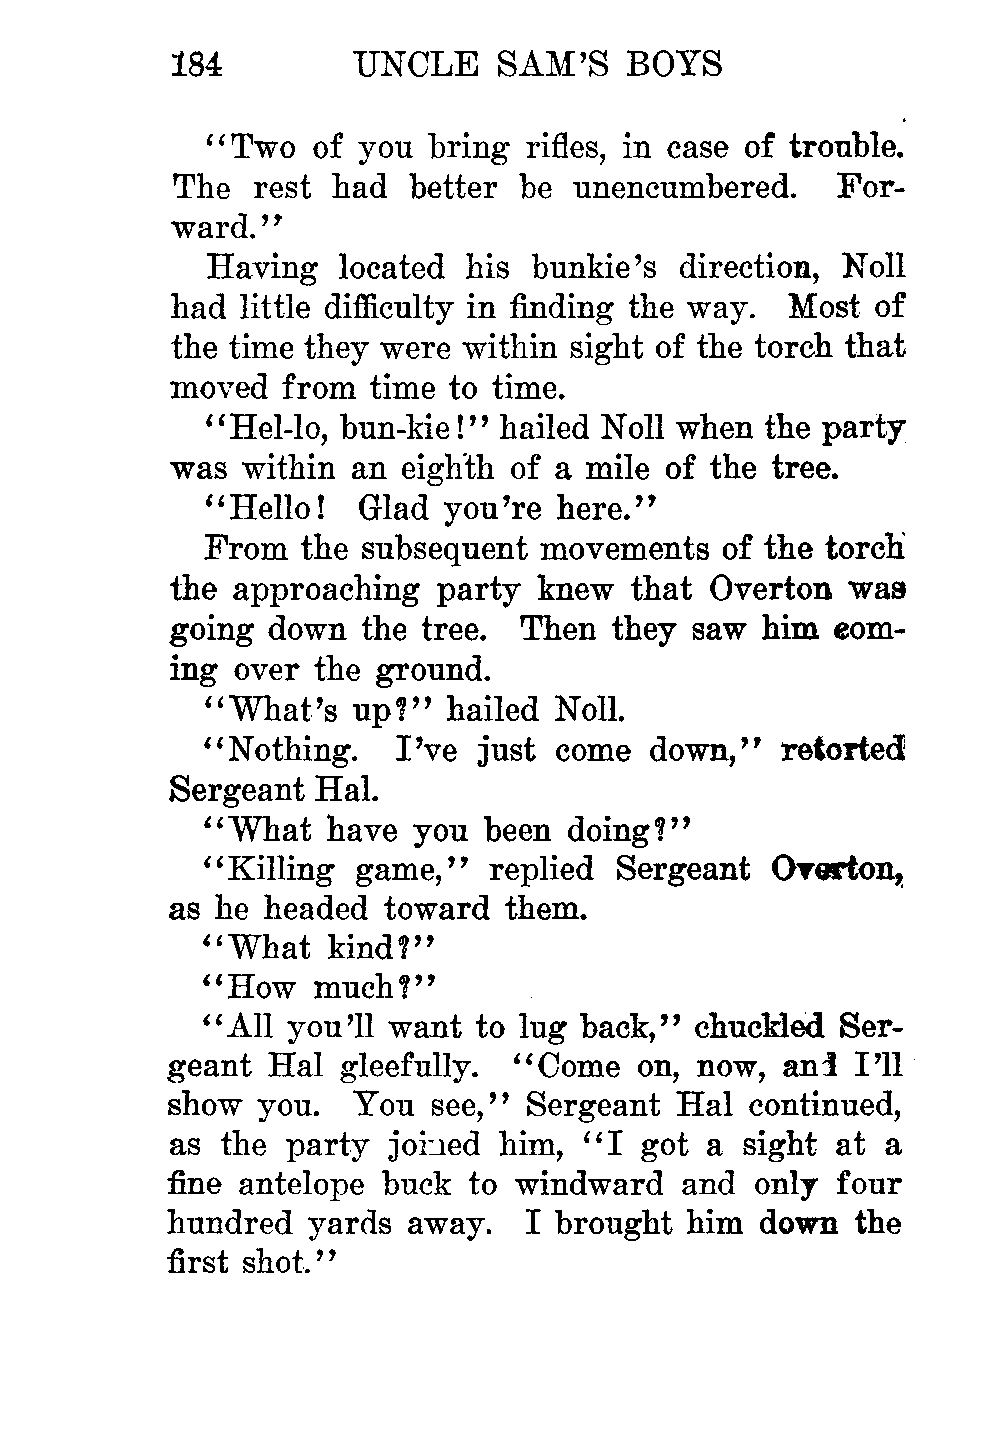 184 UNCLE SAM'S BOYS
"Two of you bring rifles, in case of trouble.
The rest had better be unencumbered. For-
ward."
Having located his bunkie's direction, Noll
had little difficulty in finding the way. Most of
the time they were within sight of the torch that
moved from time to time.
"Hel-lo, bun-kie!" hailed Noll when the party
was within an eighth of a mile of the tree.
"Hello! Glad you're here."
From the subsequent movements of the torch
the approaching party knew that Overton was
going down the tree. Then they saw him com-
ing over the ground.
"What's up?" hailed Noll.
"Nothing. I've just come down," retorted
Sergeant Hal.
"What have you been doing?"
"Killing game," replied Sergeant Overton,
as he headed toward them.
"What kind?"
"How much?"
"All you'll want to lug back," chuckled Ser-
geant Hal gleefully. "Come on, now, and I'll
show you. You see," Sergeant Hal continued,
as the party joined him, "I got a sight at a
fine antelope buck to windward and only four
hundred yards away. I brought him down the
first shot."